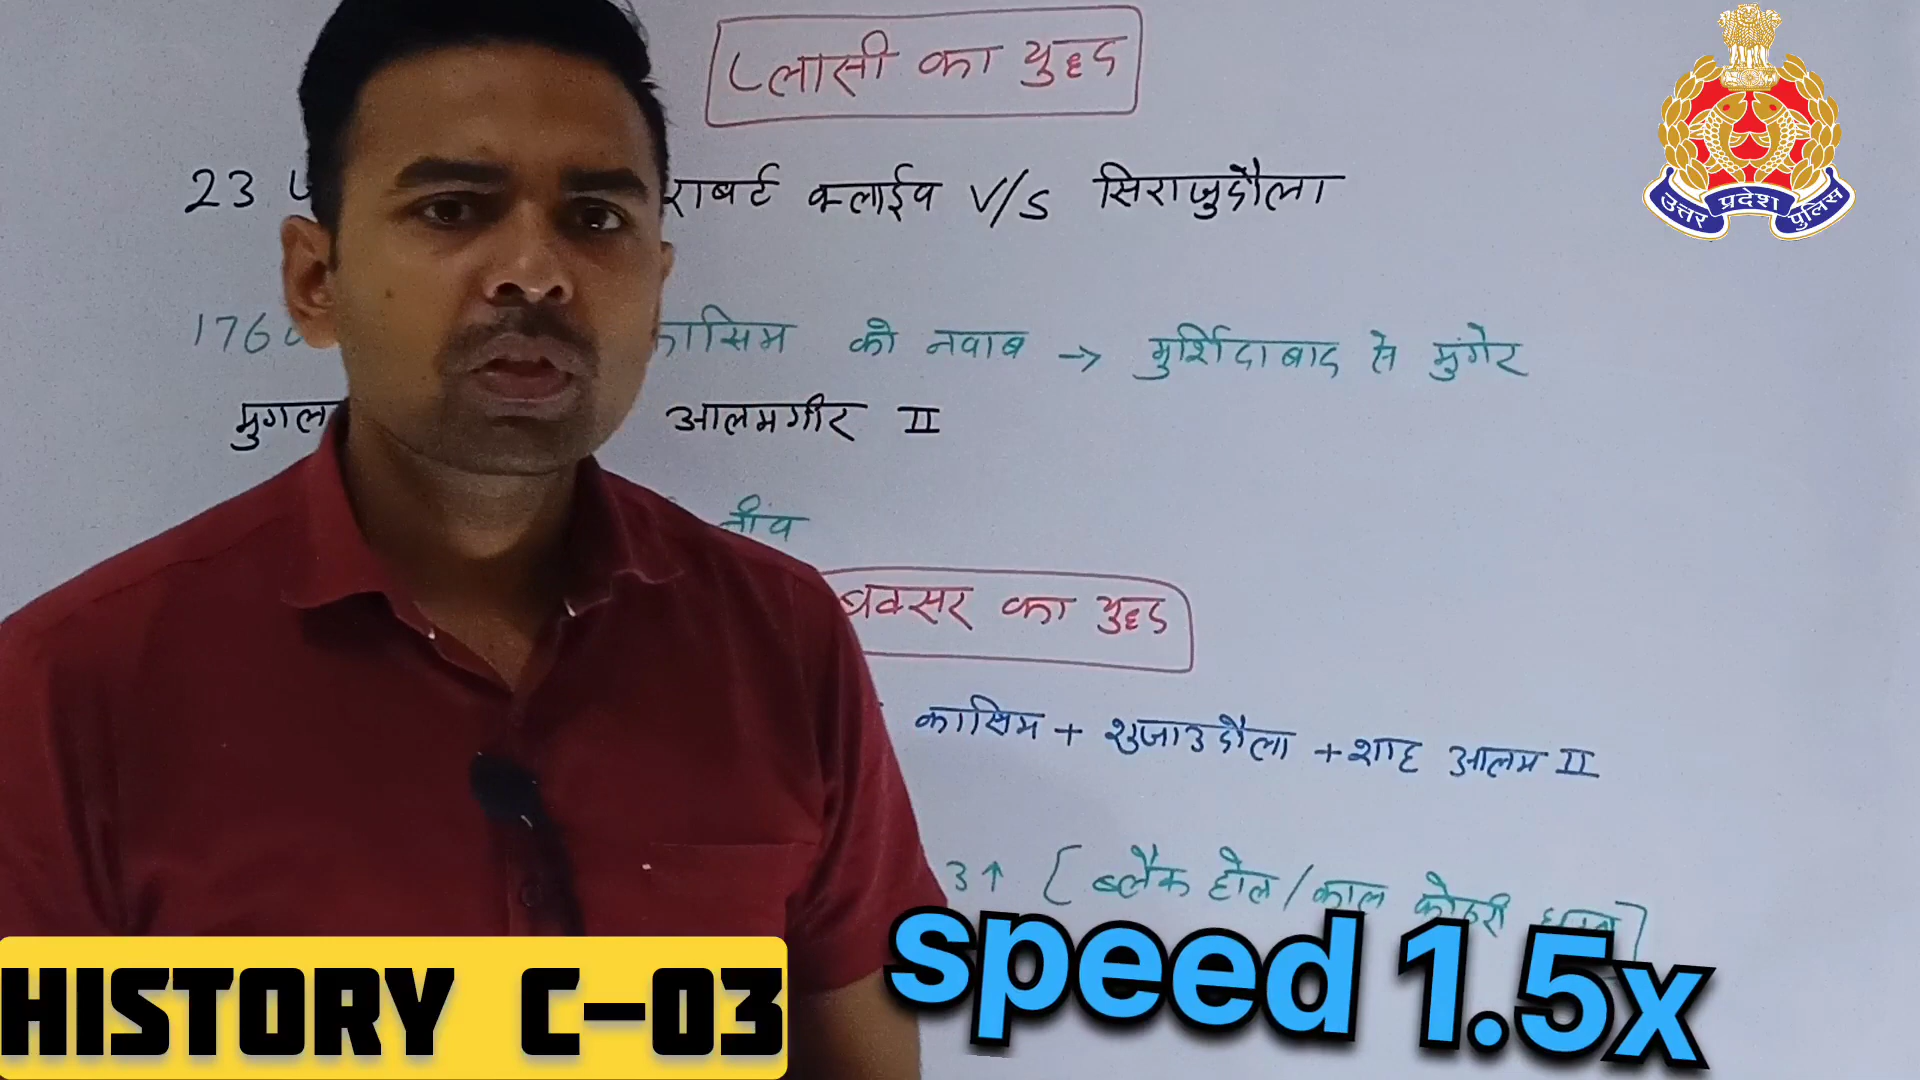 प्लासी का युद्ध
23
राबर्ट क्लाईव V/S सिराजुद्दौला
उत्तर प्रदेश पुलिस
1760
कासिम को नवाब → मुर्शिदाबाद से मुंगेर
मुगल
आलमगीर II
नींव
बक्सर का युद्ध
कासिम + शुजाउद्दौला + शाह आलम II
[ ब्लैक होल / काल कोठरी
HISTORY C-03
speed 1.5x